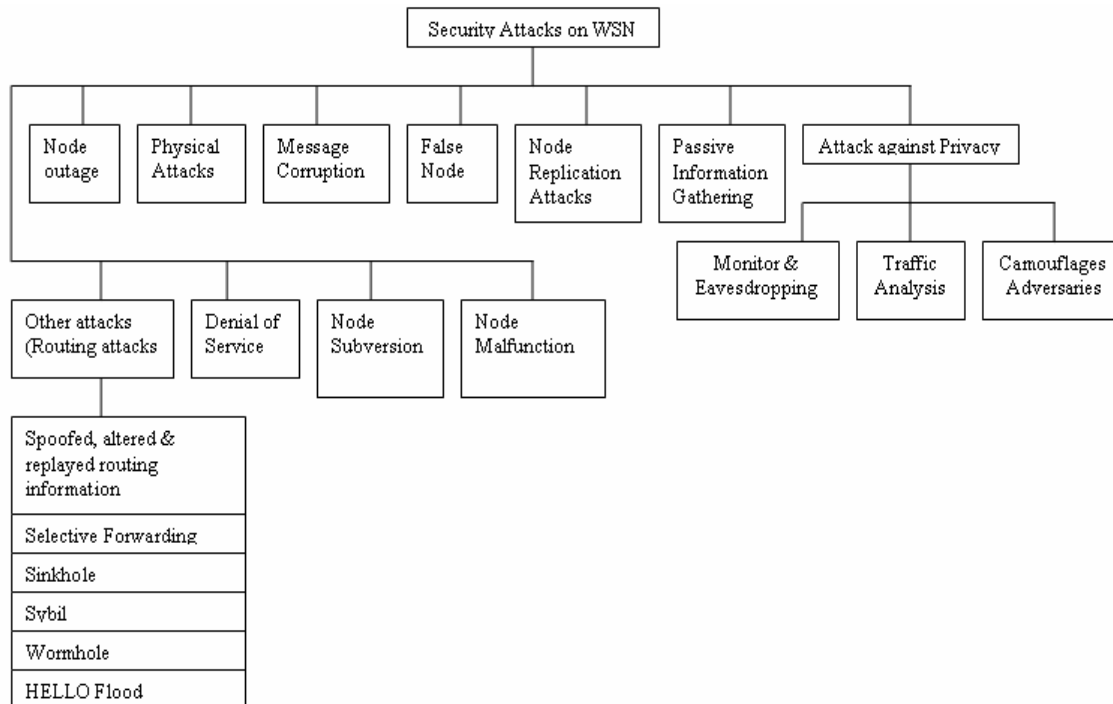 Security Attacks on WSN
Node
outage
Physical
Attacks
Message
Corruption
False
Node
Node
Replication
Attacks
Passive
Information
Gathering
Attack against Privacy
Monitor &
Eavesdropping
Traffic
Analysis
Camouflages
Adversaries
Other attacks
(Routing attacks
Denial of
Service
Node
Subversion
Node
Malfunction
Spoofed, altered &
replayed routing
information
Selective Forwarding
Sinkhole
Sybil
Wormhole
HELLO Flood